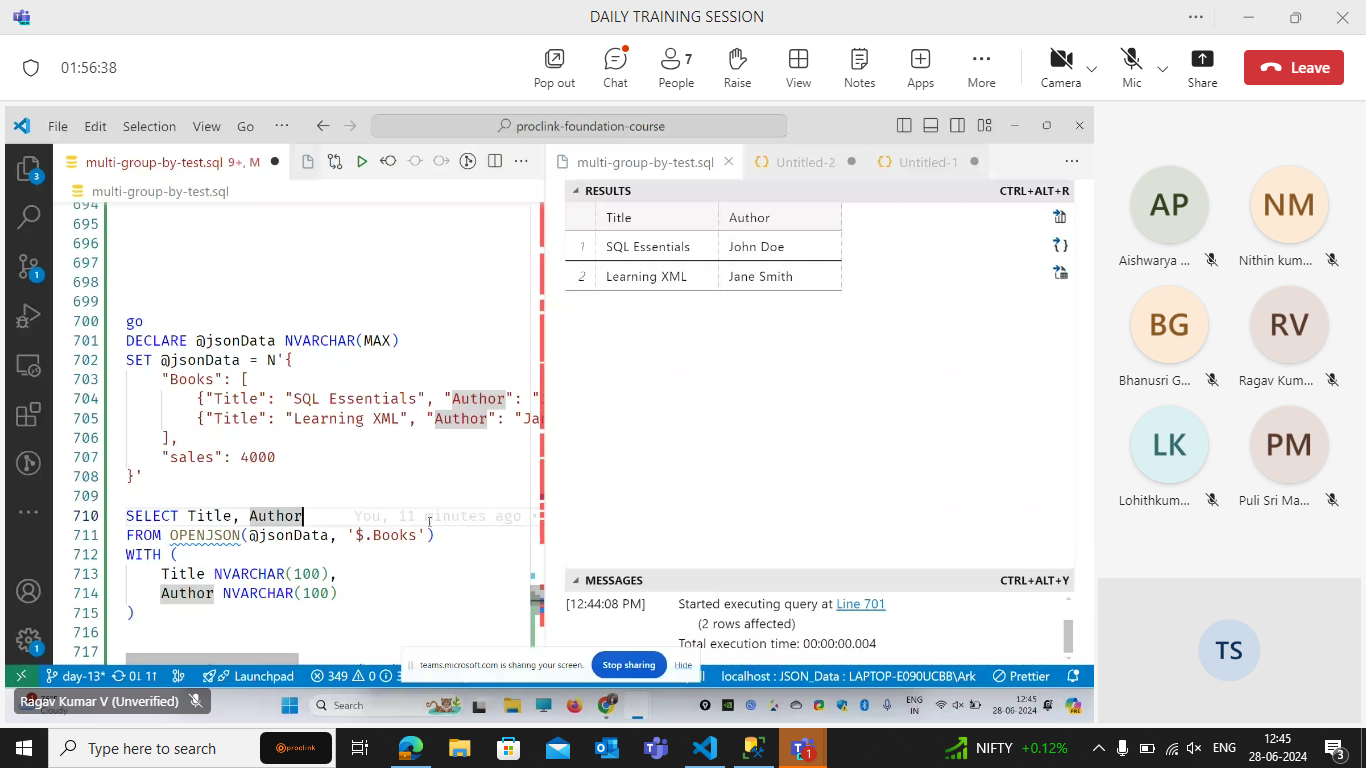 DAILY TRAINING SESSION
01:56:38
Pop out
Chat
7
People
Raise
View
Notes
Apps
More
Camera
Mic
Share
Leave
File Edit Selection View Go
proclink-foundation-course
multi-group-by-test.sql 9+, M
multi-group-by-test.sql
Untitled-2
Untitled-1
multi-group-by-test.sql
RESULTS CTRL+ALT+R
Title Author
1 SQL Essentials John Doe
2 Learning XML Jane Smith
694
695
696
697
698
699
700 go
701 DECLARE @jsonData NVARCHAR(MAX)
702 SET @jsonData = N'{
703 "Books": [
704 {"Title": "SQL Essentials", "Author": "
705 {"Title": "Learning XML", "Author": "Ja
706 ],
707 "sales": 4000
708 }'
709
710 SELECT Title, Author You, 11 minutes ago
711 FROM OPENJSON(@jsonData, '$.Books')
712 WITH (
713 Title NVARCHAR(100),
714 Author NVARCHAR(100)
715 )
716
717
MESSAGES CTRL+ALT+Y
[12:44:08 PM] Started executing query at Line 701
(2 rows affected)
Total execution time: 00:00:00.004
teams.microsoft.com is sharing your screen. Stop sharing Hide
day-13* 0↓ 1↑ Launchpad 349 0
localhost : JSON_Data : LAPTOP-E090UCBB\Ark Prettier
Ragav Kumar V (Unverified)
Search
ENG
IN
12:45
28-06-2024
AP
Aishwarya ...
NM
Nithin kum...
BG
Bhanusri G...
RV
Ragav Kum...
LK
Lohithkum...
PM
Puli Sri Ma...
TS
Type here to search
proclink
NIFTY +0.12%
ENG
12:45
28-06-2024
3